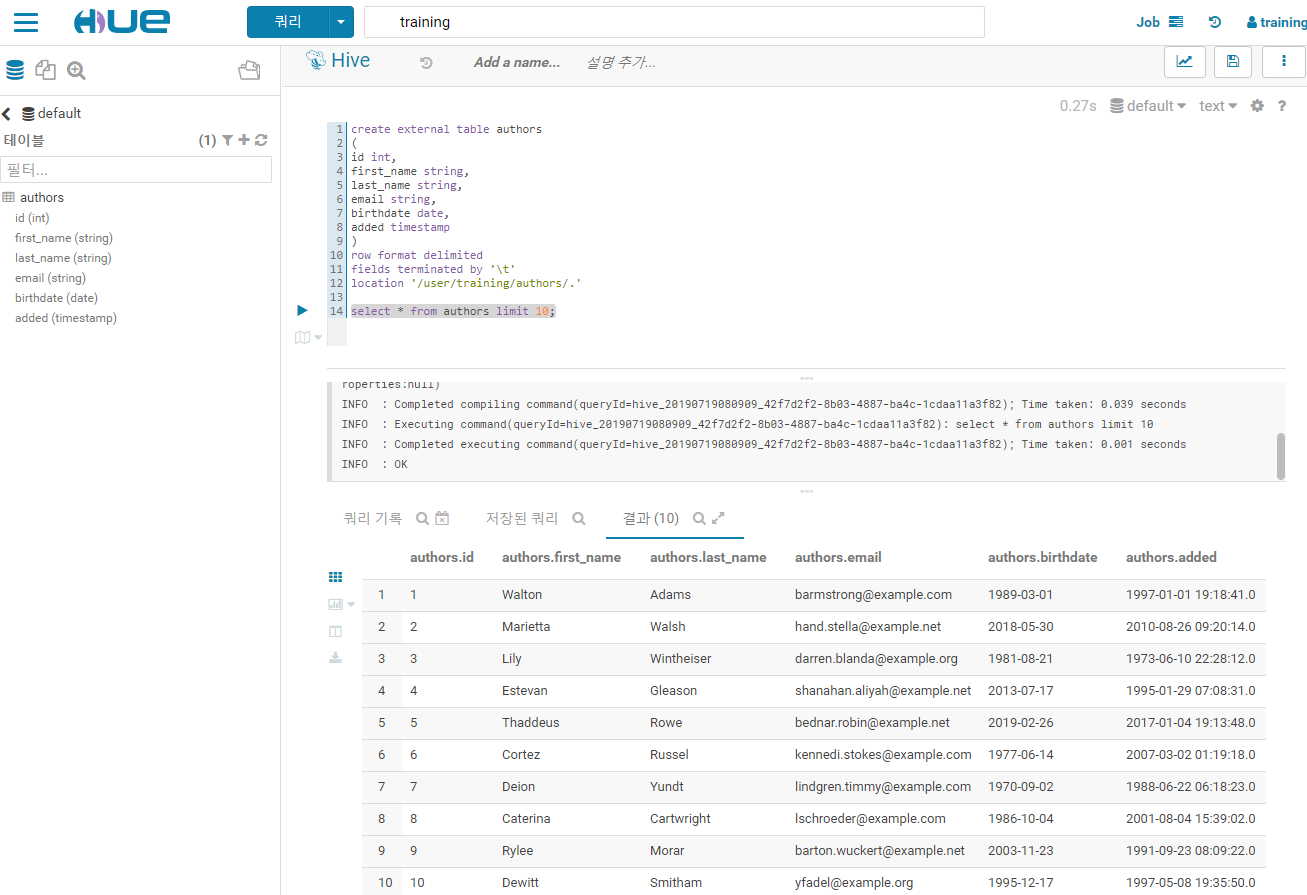 HUE 쿼리 training Job training
Hive Add a name... 설명 추가...
default
테이블 (1)
필터...
authors
id (int)
first_name (string)
last_name (string)
email (string)
birthdate (date)
added (timestamp)
0.27s default text ?
1 create external table authors
2 (
3 id int,
4 first_name string,
5 last_name string,
6 email string,
7 birthdate date,
8 added timestamp
9 )
10 row format delimited
11 fields terminated by '\t'
12 location '/user/training/authors/.'
13
14 select * from authors limit 10;
roperties:null)
INFO : Completed compiling command(queryId=hive_20190719080909_42f7d2f2-8b03-4887-ba4c-1cdaa11a3f82); Time taken: 0.039 seconds
INFO : Executing command(queryId=hive_20190719080909_42f7d2f2-8b03-4887-ba4c-1cdaa11a3f82): select * from authors limit 10
INFO : Completed executing command(queryId=hive_20190719080909_42f7d2f2-8b03-4887-ba4c-1cdaa11a3f82); Time taken: 0.001 seconds
INFO : OK
쿼리 기록 저장된 쿼리 결과 (10)
authors.id authors.first_name authors.last_name authors.email authors.birthdate authors.added
1 1 Walton Adams barmstrong@example.com 1989-03-01 1997-01-01 19:18:41.0
2 2 Marietta Walsh hand.stella@example.net 2018-05-30 2010-08-26 09:20:14.0
3 3 Lily Wintheiser darren.blanda@example.org 1981-08-21 1973-06-10 22:28:12.0
4 4 Estevan Gleason shanahan.aliyah@example.net 2013-07-17 1995-01-29 07:08:31.0
5 5 Thaddeus Rowe bednar.robin@example.net 2019-02-26 2017-01-04 19:13:48.0
6 6 Cortez Russel kennedi.stokes@example.com 1977-06-14 2007-03-02 01:19:18.0
7 7 Deion Yundt lindgren.timmy@example.com 1970-09-02 1988-06-22 06:18:23.0
8 8 Caterina Cartwright lschroeder@example.com 1986-10-04 2001-08-04 15:39:02.0
9 9 Rylee Morar barton.wuckert@example.net 2003-11-23 1991-09-23 08:09:22.0
10 10 Dewitt Smitham yfadel@example.org 1995-12-17 1997-05-08 19:35:50.0